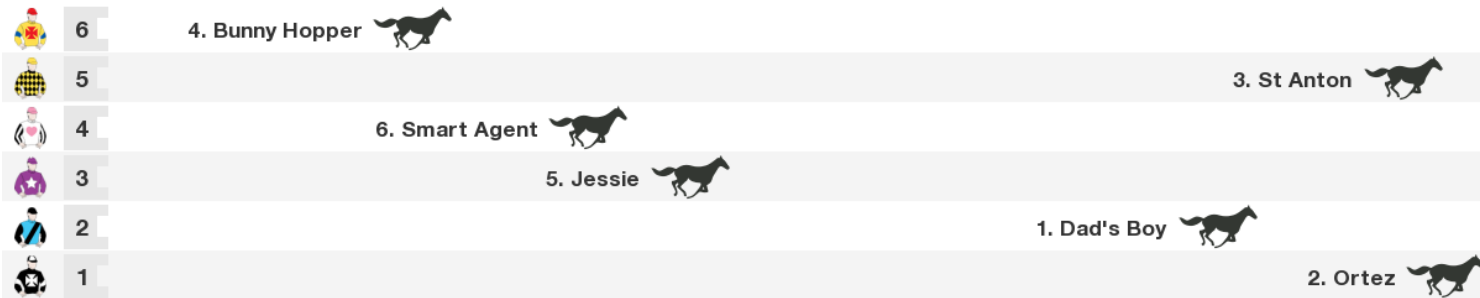 6 4. Bunny Hopper
5 3. St Anton
4 6. Smart Agent
3 5. Jessie
2 1. Dad's Boy
1 2. Ortez